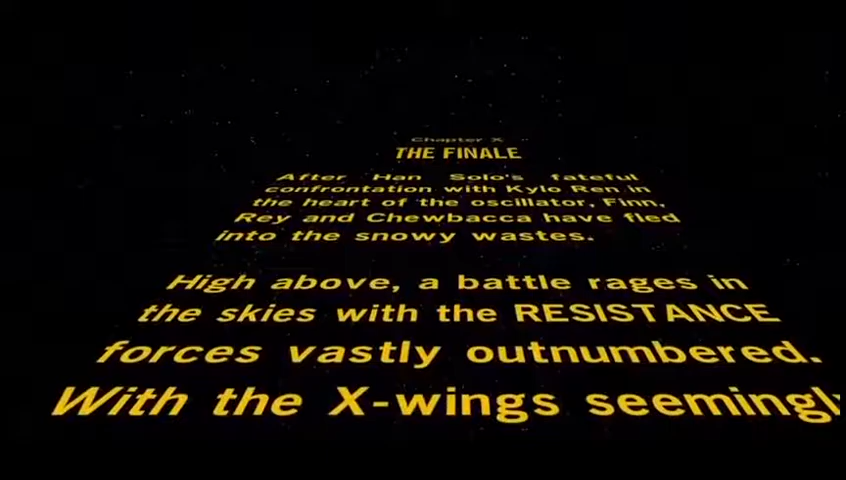 Chapter X
THE FINALE
After Han Solo's fateful
confrontation with Kylo Ren in
the heart of the oscillator, Finn,
Rey and Chewbacca have fled
into the snowy wastes.
High above, a battle rages in
the skies with the RESISTANCE
forces vastly outnumbered.
With the X-wings seemingly